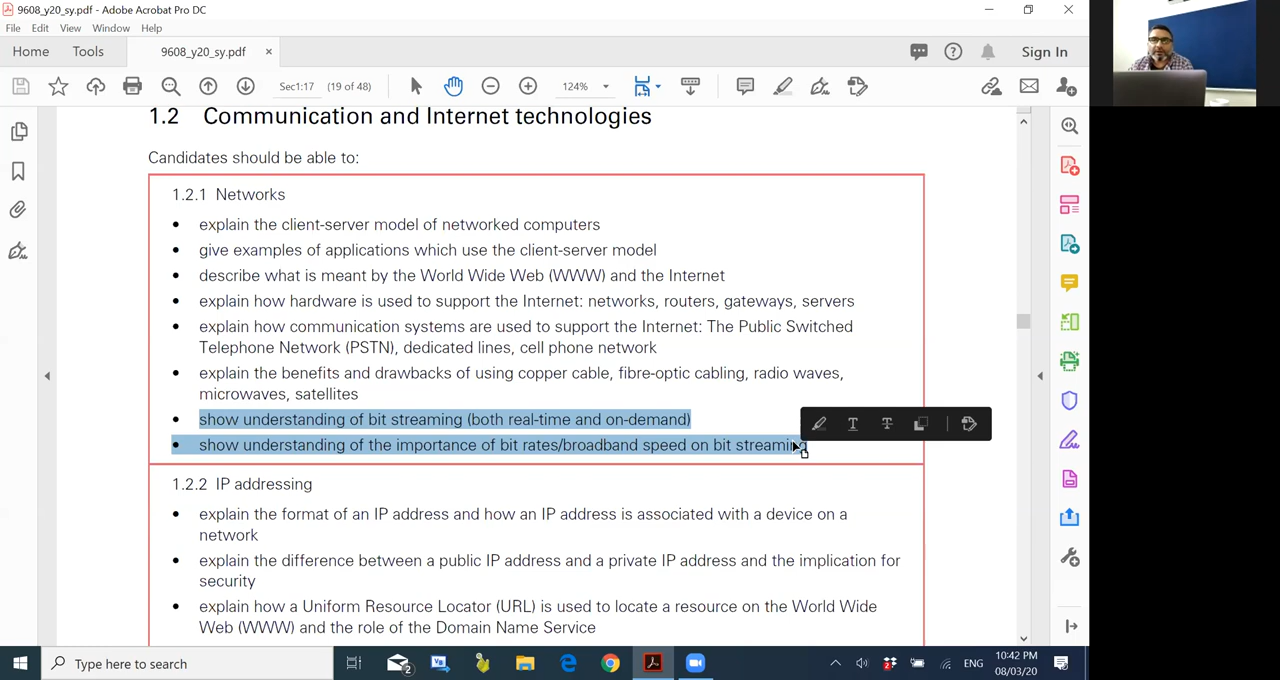 9608_y20_sy.pdf - Adobe Acrobat Pro DC
File Edit View Window Help
Home Tools 9608_y20_sy.pdf × Sign In
Sec1:17 (19 of 48) 124%
1.2 Communication and Internet technologies
Candidates should be able to:
1.2.1 Networks
• explain the client-server model of networked computers
• give examples of applications which use the client-server model
• describe what is meant by the World Wide Web (WWW) and the Internet
• explain how hardware is used to support the Internet: networks, routers, gateways, servers
• explain how communication systems are used to support the Internet: The Public Switched
Telephone Network (PSTN), dedicated lines, cell phone network
• explain the benefits and drawbacks of using copper cable, fibre-optic cabling, radio waves,
microwaves, satellites
• show understanding of bit streaming (both real-time and on-demand)
• show understanding of the importance of bit rates/broadband speed on bit streaming
1.2.2 IP addressing
• explain the format of an IP address and how an IP address is associated with a device on a
network
• explain the difference between a public IP address and a private IP address and the implication for
security
• explain how a Uniform Resource Locator (URL) is used to locate a resource on the World Wide
Web (WWW) and the role of the Domain Name Service
Type here to search
2
ENG
10:42 PM
08/03/20